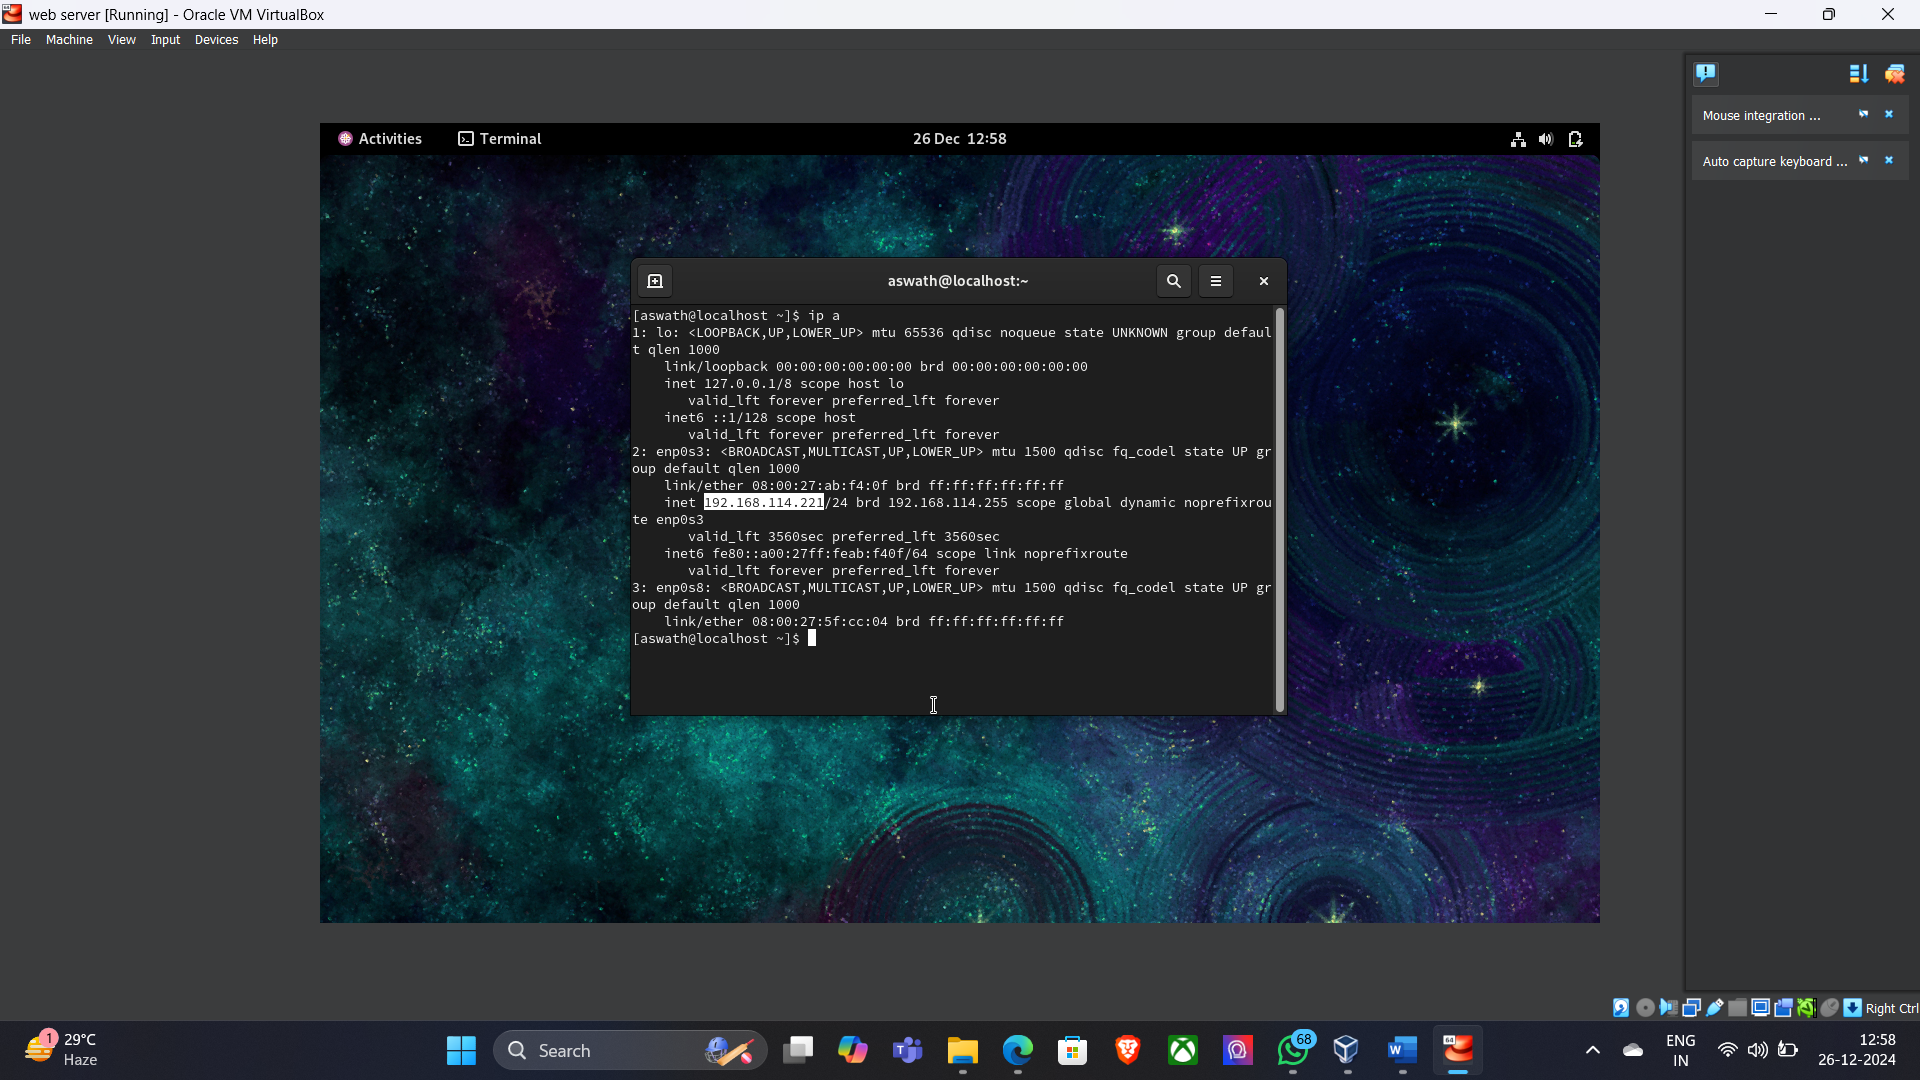 web server [Running] - Oracle VM VirtualBox
File Machine View Input Devices Help
Mouse integration ...
Auto capture keyboard ...
Activities Terminal 26 Dec 12:58
aswath@localhost:~
[aswath@localhost ~]$ ip a
1: lo: <LOOPBACK,UP,LOWER_UP> mtu 65536 qdisc noqueue state UNKNOWN group defaul
t qlen 1000
link/loopback 00:00:00:00:00:00 brd 00:00:00:00:00:00
inet 127.0.0.1/8 scope host lo
valid_lft forever preferred_lft forever
inet6 ::1/128 scope host
valid_lft forever preferred_lft forever
2: enp0s3: <BROADCAST,MULTICAST,UP,LOWER_UP> mtu 1500 qdisc fq_codel state UP gr
oup default qlen 1000
link/ether 08:00:27:ab:f4:0f brd ff:ff:ff:ff:ff:ff
inet 192.168.114.221/24 brd 192.168.114.255 scope global dynamic noprefixrou
te enp0s3
valid_lft 3560sec preferred_lft 3560sec
inet6 fe80::a00:27ff:feab:f40f/64 scope link noprefixroute
valid_lft forever preferred_lft forever
3: enp0s8: <BROADCAST,MULTICAST,UP,LOWER_UP> mtu 1500 qdisc fq_codel state UP gr
oup default qlen 1000
link/ether 08:00:27:5f:cc:04 brd ff:ff:ff:ff:ff:ff
[aswath@localhost ~]$
Right Ctrl
1 29°C
Haze
Search
68
64
ENG
IN
12:58
26-12-2024